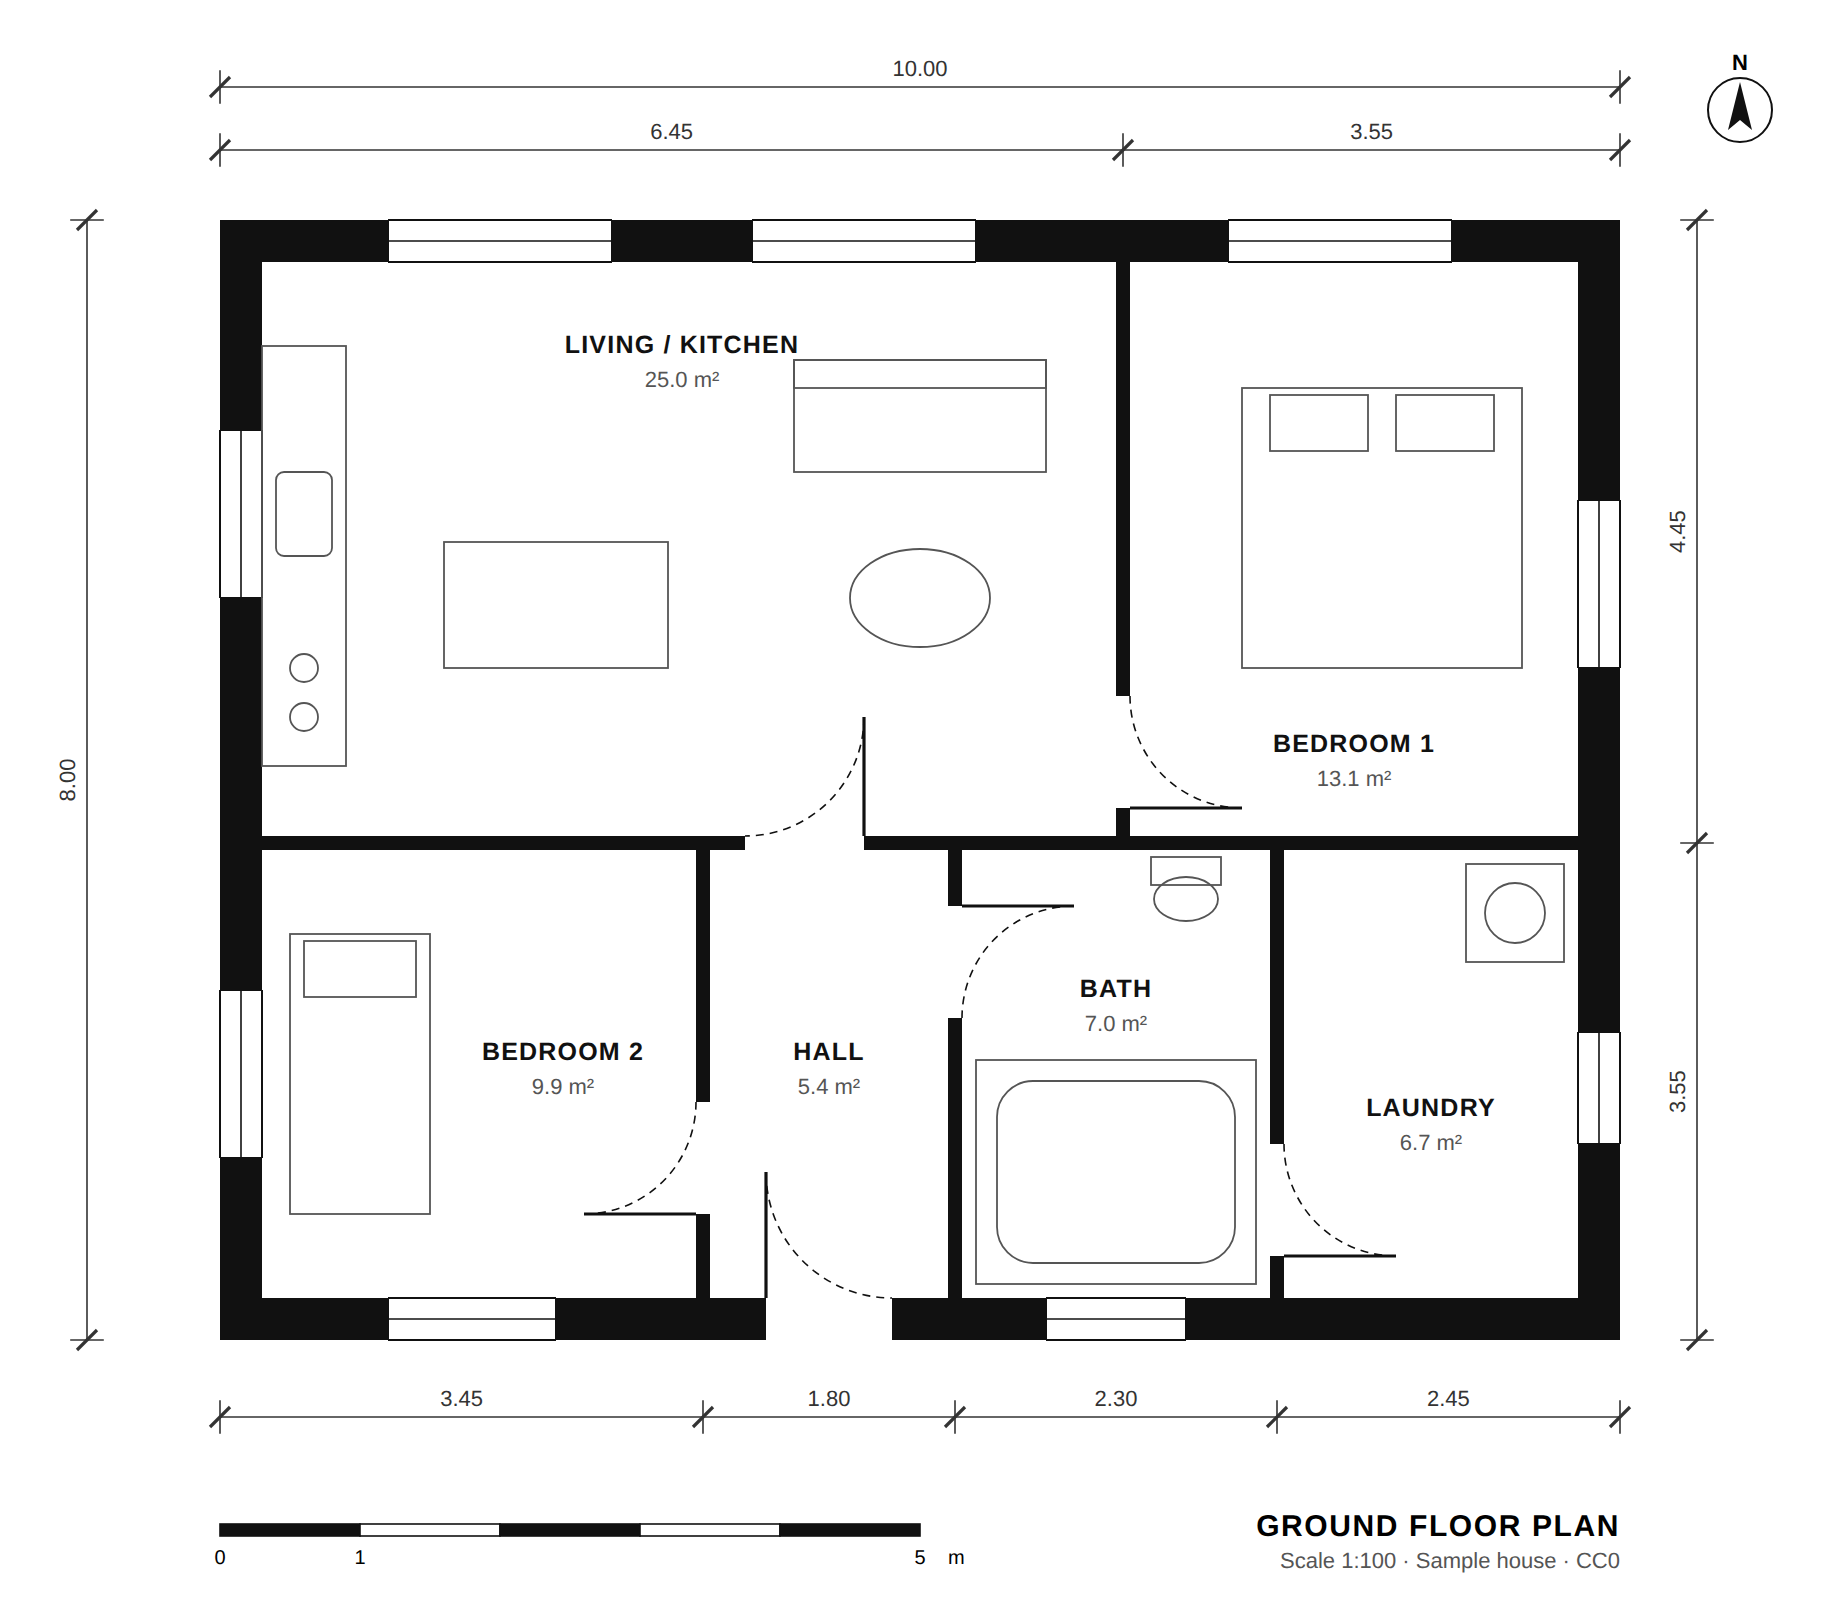 10.00
N
6.45
3.55
LIVING / KITCHEN
25.0 m²
4.45
BEDROOM 1
13.1 m²
8.00
BATH
7.0 m²
BEDROOM 2
9.9 m²
HALL
5.4 m²
LAUNDRY
6.7 m²
3.55
3.45
1.80
2.30
2.45
GROUND FLOOR PLAN
Scale 1:100 · Sample house · CC0
0 1 5 m